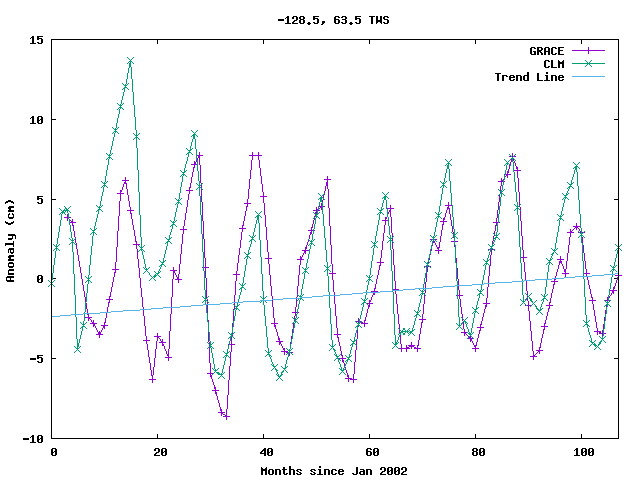 -128.5, 63.5 TWS
GRACE
CLM
Trend Line
15
10
5
0
-5
-10
Anomaly (cm)
0 20 40 60 80 100
Months since Jan 2002